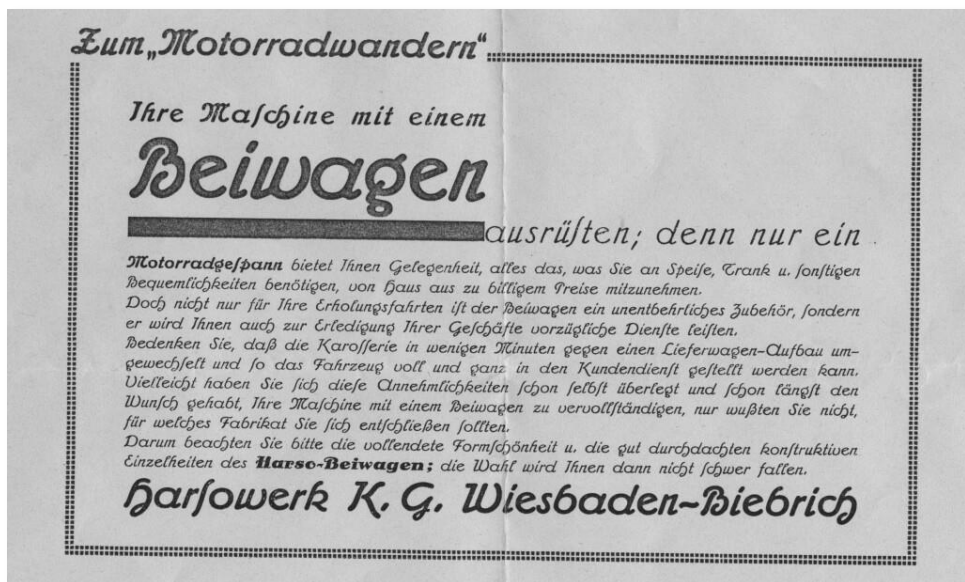 Zum „Motorradwandern“
Ihre Maſchine mit einem
Beiwagen
ausrüſten; denn nur ein
Motorradgeſpann bietet Ihnen Gelegenheit, alles das, was Sie an Speiſe, Trank u. ſonſtigen
Bequemlichkeiten benötigen, von Haus aus zu billigem Preise mitzunehmen.
Doch nicht nur für Ihre Erholungsfahrten iſt der Beiwagen ein unentbehrliches Zubehör, ſondern
er wird Ihnen auch zur Erledigung Ihrer Geſchäfte vorzügliche Dienſte leiſten.
Bedenken Sie, daß die Karoſſerie in wenigen Minuten gegen einen Lieferwagen-Aufbau um-
gewechſelt und ſo das Fahrzeug voll und ganz in den Kundendienſt geſtellt werden kann.
Vielleicht haben Sie ſich dieſe Annehmlichkeiten ſchon ſelbſt überlegt und ſchon längſt den
Wunſch gehabt, Ihre Maſchine mit einem Beiwagen zu vervollſtändigen, nur wußten Sie nicht,
für welches Fabrikat Sie ſich entſchließen ſollten.
Darum beachten Sie bitte die vollendete Formſchönheit u. die gut durchdachten konſtruktiven
Einzelheiten des Harso-Beiwagen; die Wahl wird Ihnen dann nicht ſchwer fallen.
Harſowerk K. G. Wiesbaden-Biebrich